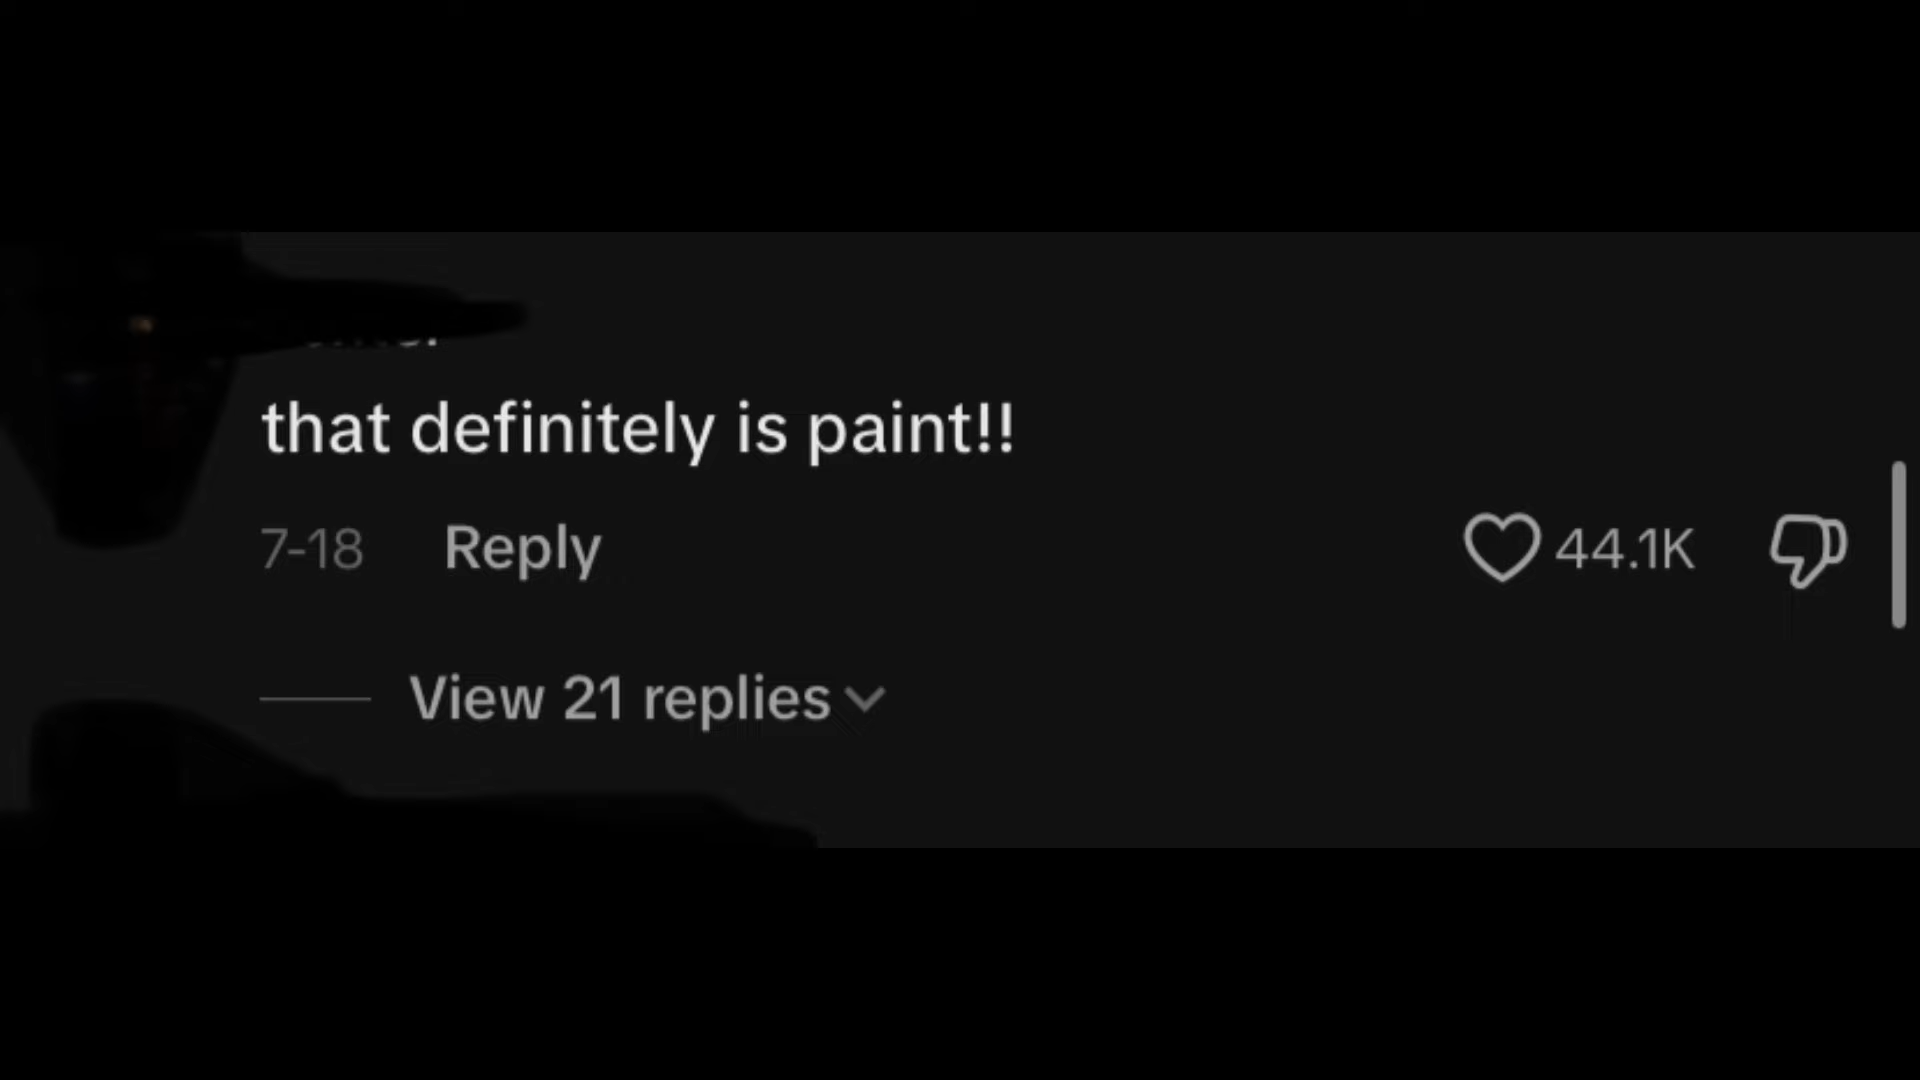 that definitely is paint!!
7-18 Reply 44.1K
View 21 replies